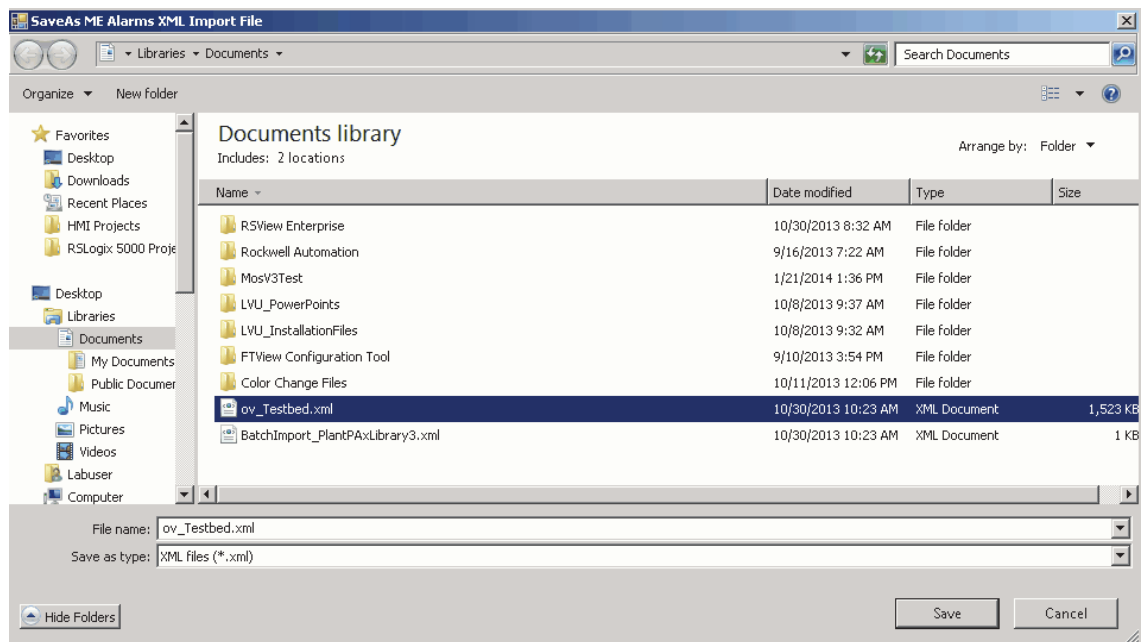 SaveAs ME Alarms XML Import File
Libraries Documents
Search Documents
Organize New folder
Favorites
Desktop
Downloads
Recent Places
HMI Projects
RSLogix 5000 Proje
Desktop
Libraries
Documents
My Documents
Public Documer
Music
Pictures
Videos
Labuser
Computer
Documents library
Includes: 2 locations
Arrange by: Folder
Name Date modified Type Size
RSView Enterprise 10/30/2013 8:32 AM File folder
Rockwell Automation 9/16/2013 7:22 AM File folder
MosV3Test 1/21/2014 1:36 PM File folder
LVU_PowerPoints 10/8/2013 9:37 AM File folder
LVU_InstallationFiles 10/8/2013 9:32 AM File folder
FTView Configuration Tool 9/10/2013 3:54 PM File folder
Color Change Files 10/11/2013 12:06 PM File folder
ov_Testbed.xml 10/30/2013 10:23 AM XML Document 1,523 KB
BatchImport_PlantPAxLibrary3.xml 10/30/2013 10:23 AM XML Document 1 KB
File name: ov_Testbed.xml
Save as type: XML files (*.xml)
Hide Folders
Save Cancel